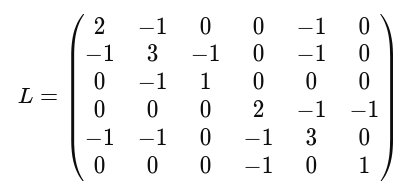 2 −1 0 0 −1 0
−1 3 −1 0 −1 0
0 −1 1 0 0 0
L =
0 0 0 2 −1 −1
−1 −1 0 −1 3 0
0 0 0 −1 0 1